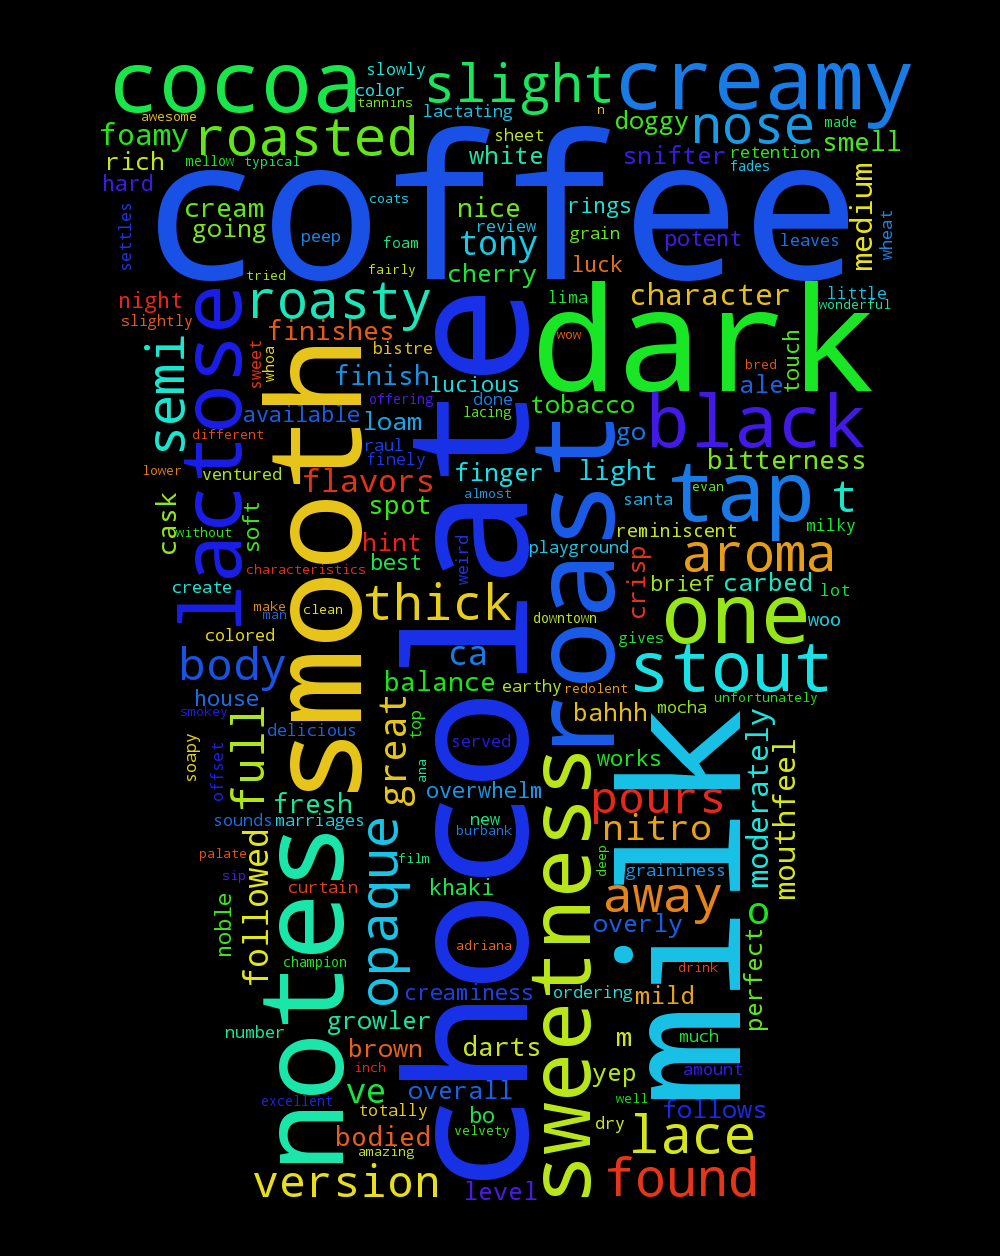 cocoa
slowly
color
tannins
slight
creamy
awesome
lactating
n
foamy
roasted
sheet
doggy
nose
made
smell
rich
mellow
typical
white
snifter
retention
fades
hard
coffee
coats
medium
settles
cream
going
peep
foam
nice
review
tony
rings
grain
potent
leaves
wheat
tried
fairly
cherry
luck
night
slightly
lactose
roasty
lima
character
little
wonderful
semi
finishes
sweet
whoa
bistre
wow
dark
touch
bred
finish
offering
lucious
done
lacing
tobacco
ale
available
loam
go
black
different
raul
finely
lower
ventured
flavors
finger
light
bitterness
almost
santa
tap
evan
t
cask
without
soft
spot
reminiscent
milky
hint
playground
aroma
characteristics
best
weird
crisp
create
brief
carbed
lot
make
man
clean
thick
smooth
downtown
one
woo
colored
gives
body
ca
stout
house
balance
earthy
redolent
unfortunately
smokey
full
delicious
great
top
bahhh
mocha
soapy
offset
served
ana
roast
works
moderately
mouthfeel
fresh
overwhelm
pours
sounds
marriages
new
burbank
nitro
palate
sip
curtain
film
khaki
deep
graininess
milk
noble
followed
opaque
away
overly
adriana
perfecto
champion
drink
notes
chocolate
sweetness
creaminess
ordering
mild
number
growler
brown
darts
m
much
inch
yep
amount
excellent
ve
overall
well
follows
totally
bo
velvety
dry
bodied
amazing
lace
version
level
found